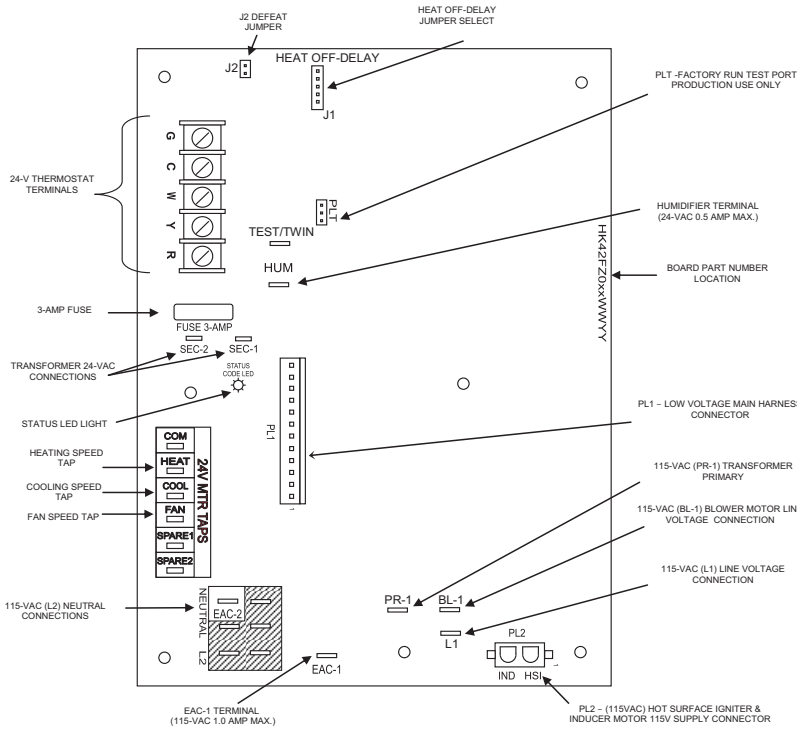 J2 DEFEAT
JUMPER
HEAT OFF-DELAY
JUMPER SELECT
J2
HEAT OFF-DELAY
J1
PLT -FACTORY RUN TEST PORT
PRODUCTION USE ONLY
24-V THERMOSTAT
TERMINALS
G
C
W
Y
R
PLT
TEST/TWIN
HUM
HUMIDIFIER TERMINAL
(24-VAC 0.5 AMP MAX.)
HK42FZ0xxWWYY
BOARD PART NUMBER
LOCATION
3-AMP FUSE
FUSE 3-AMP
SEC-2
SEC-1
TRANSFORMER 24-VAC
CONNECTIONS
STATUS
CODE LED
STATUS LED LIGHT
PL1
1
PL1 – LOW VOLTAGE MAIN HARNESS
CONNECTOR
COM
HEAT
COOL
FAN
SPARE1
SPARE2
24V MTR TAPS
HEATING SPEED
TAP
COOLING SPEED
TAP
FAN SPEED TAP
115-VAC (PR-1) TRANSFORMER
PRIMARY
115-VAC (BL-1) BLOWER MOTOR LIN
VOLTAGE  CONNECTION
115-VAC (L1) LINE VOLTAGE
CONNECTION
115-VAC (L2) NEUTRAL
CONNECTIONS
NEUTRAL
L2
EAC-2
PR-1
BL-1
L1
PL2
1
IND
HSI
EAC-1
EAC-1 TERMINAL
(115-VAC 1.0 AMP MAX.)
PL2 – (115VAC) HOT SURFACE IGNITER &
INDUCER MOTOR 115V SUPPLY CONNECTOR